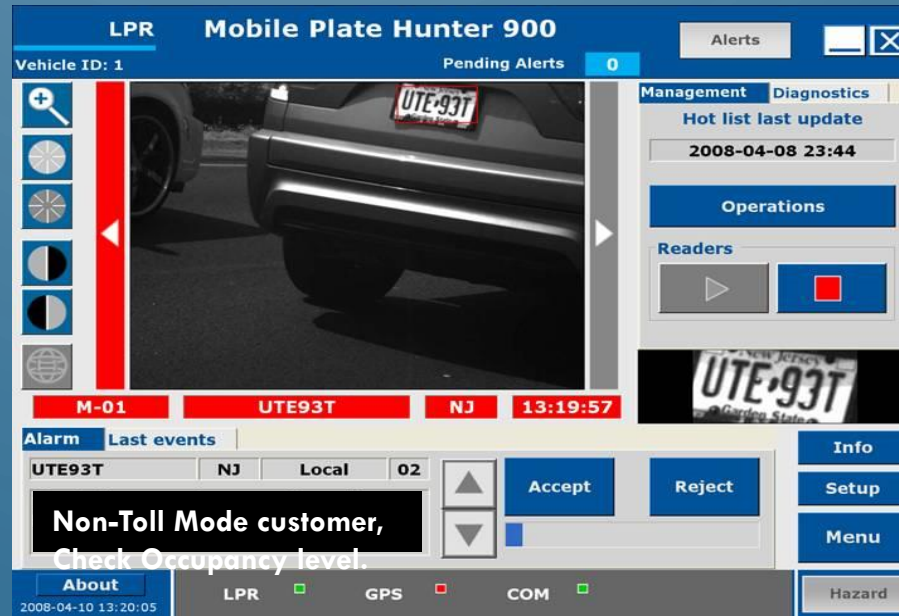 LPR
Mobile Plate Hunter 900
Alerts
Vehicle ID: 1
Pending Alerts 0
Management Diagnostics
Hot list last update
2008-04-08 23:44
Operations
Readers
UTE 93T
New Jersey
UTE 93T
Garden State
M-01 UTE93T NJ 13:19:57
Alarm Last events
UTE93T NJ Local 02
Accept Reject
Non-Toll Mode customer,
Check Occupancy level.
Info
Setup
Menu
About
2008-04-10 13:20:05
LPR GPS COM
Hazard